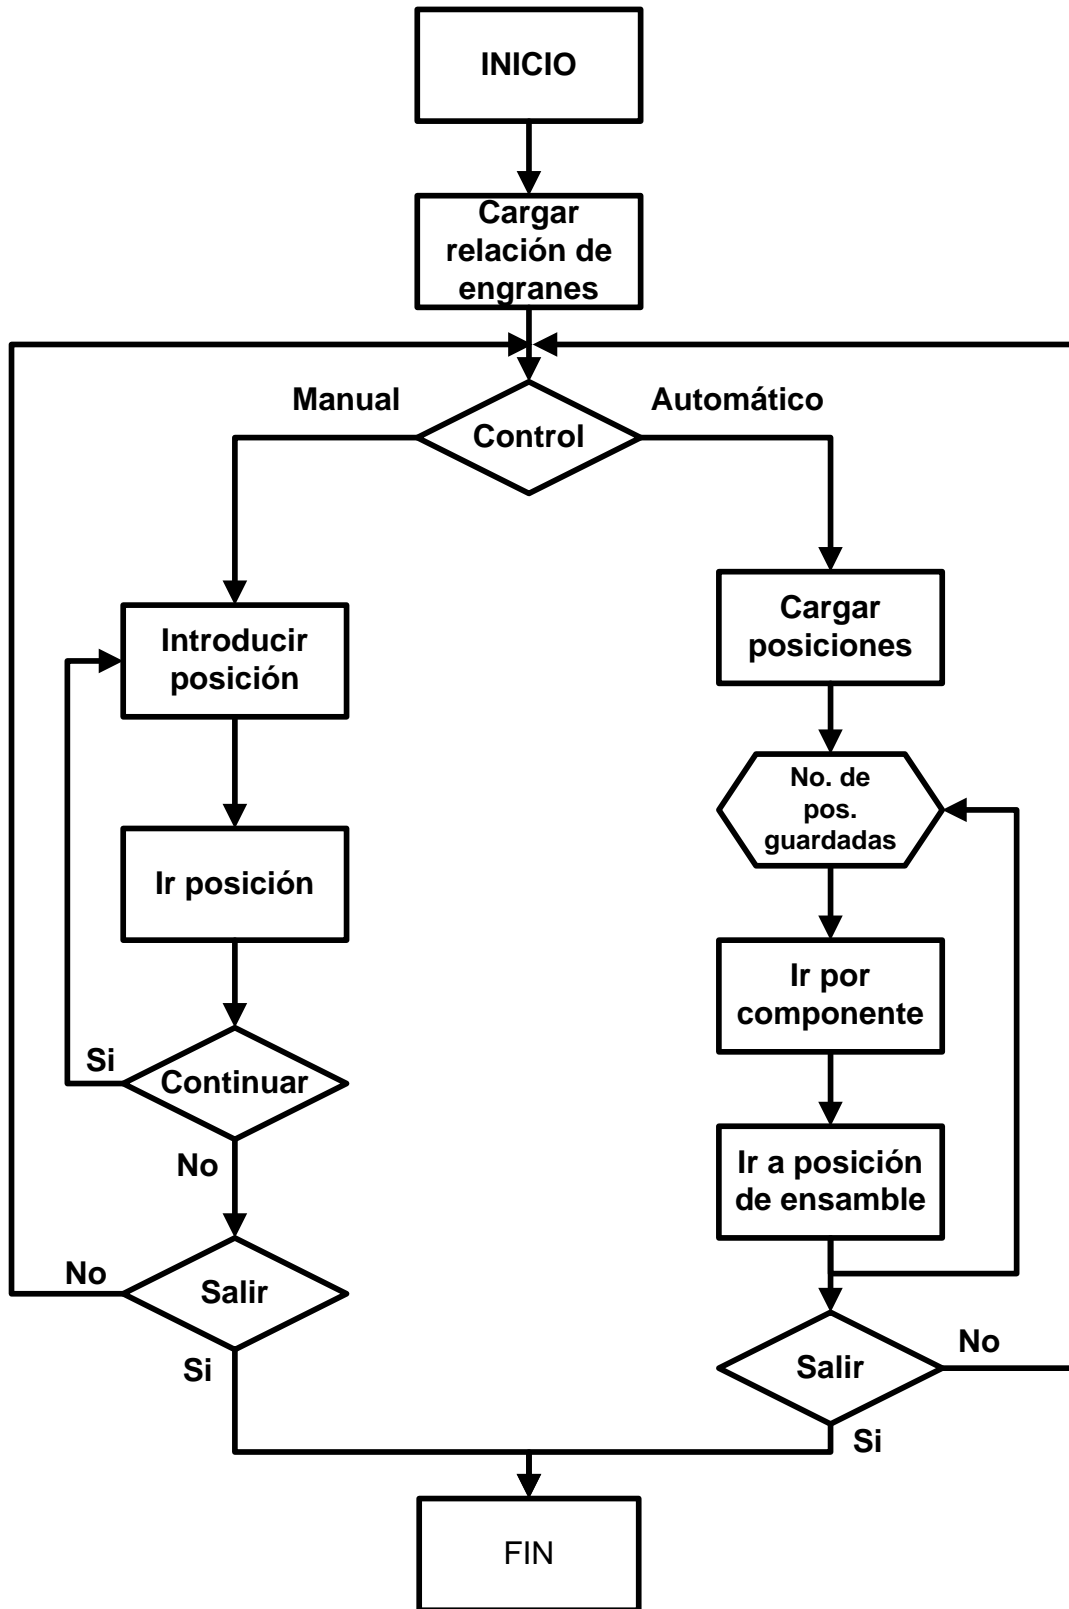 INICIO
Cargar
relación de
engranes
Manual
Automático
Control
Introducir
posición
Ir posición
Si
Continuar
No
No
Salir
Si
Cargar
posiciones
No. de
pos.
guardadas
Ir por
componente
Ir a posición
de ensamble
Salir
No
Si
FIN